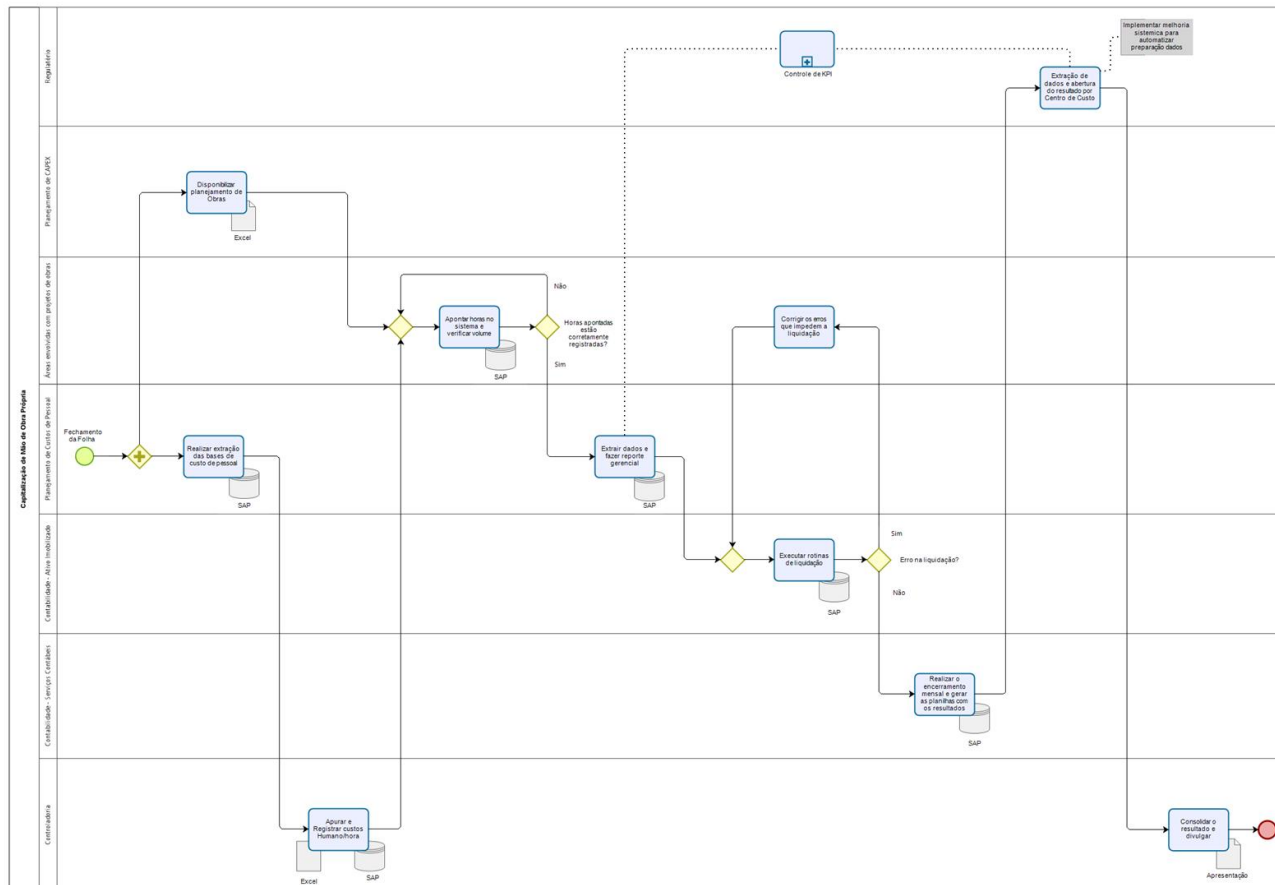 Capitalização de Mão de Obra Própria
Regulatório
Controle de KPI
Implementar melhoria
sistemica para
automatizar
preparação dados
Extração de
dados e abertura
do resultado por
Centro de Custo
Planejamento de CAPEX
Disponibilizar
planejamento de
Obras
Excel
Áreas envolvidas com projetos de obras
Apontar horas no
sistema e
verificar volume
SAP
Não
Horas apontadas
estão
corretamente
registradas?
Sim
Corrigir os erros
que impedem a
liquidação
Planejamento de Custos de Pessoal
Fechamento
da Folha
Realizar extração
das bases de
custo de pessoal
SAP
Extrair dados e
fazer reporte
gerencial
SAP
Contabilidade - Ativo Imobilizado
Executar rotinas
de liquidação
SAP
Sim
Erro na liquidação?
Não
Contabilidade - Serviços Contábeis
Realizar o
encerramento
mensal e gerar
as planilhas com
os resultados
SAP
Controladoria
Apurar e
Registrar custos
Humano/hora
Excel
SAP
Consolidar o
resultado e
divulgar
Apresentação